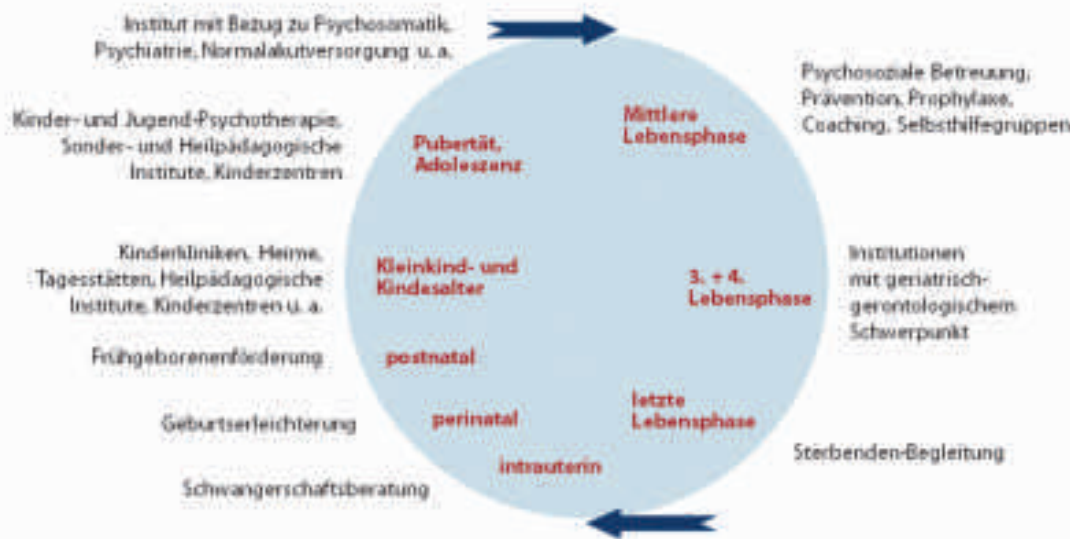 Institut mit Bezug zu Psychosomatik,
Psychiatrie, Normalakutversorgung u. a.
Kinder- und Jugend-Psychotherapie,
Sonder- und Heilpädagogische
Institute, Kinderzentren
Kinderkliniken, Heime,
Tagesstätten, Heilpädagogische
Institute, Kinderzentren u. a.
Frühgeborenenförderung
Geburtserleichterung
Schwangerschaftsberatung
Pubertät,
Adoleszenz
Kleinkind- und
Kindesalter
postnatal
perinatal
intrauterin
Mittlere
Lebensphase
3. + 4.
Lebensphase
letzte
Lebensphase
Psychosoziale Betreuung,
Prävention, Prophylaxe,
Coaching, Selbsthilfegruppen
Institutionen
mit geriatrisch-
gerontologischem
Schwerpunkt
Sterbenden-Begleitung